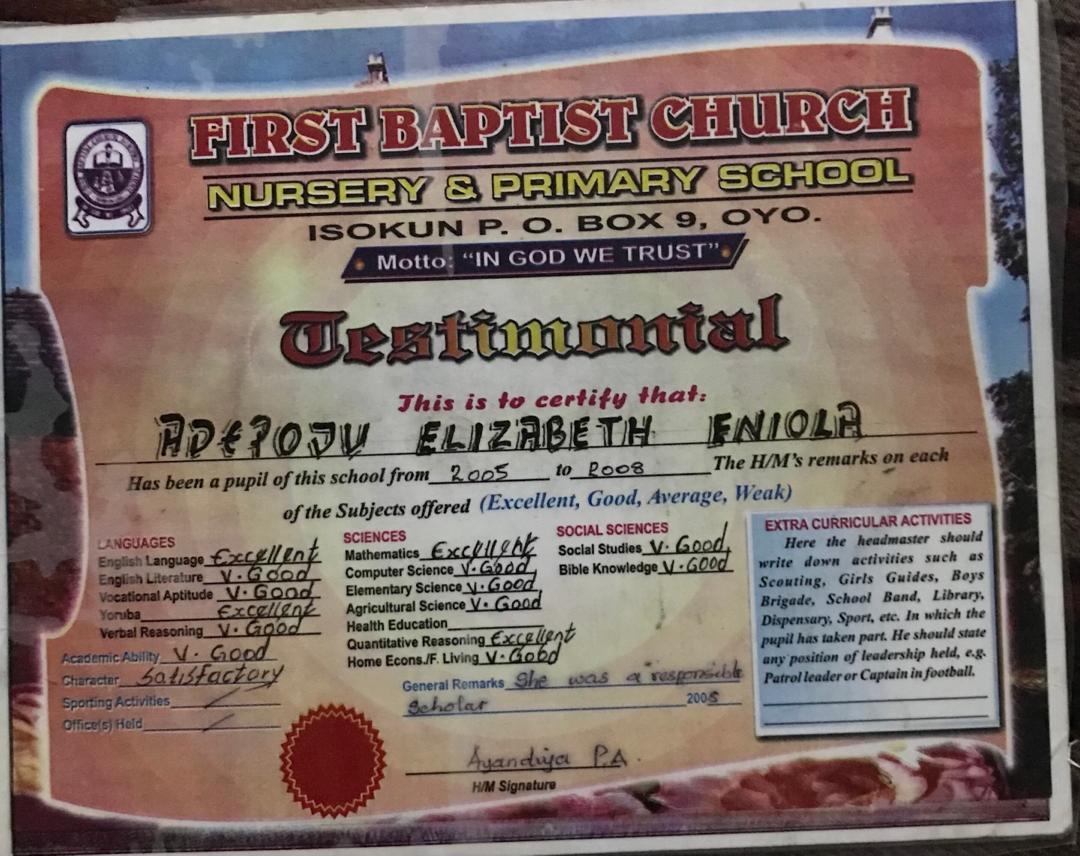 FIRST BAPTIST CHURCH
NURSERY & PRIMARY SCHOOL
ISOKUN P. O. BOX 9, OYO.
Motto: "IN GOD WE TRUST"
Testimonial
This is to certify that:
ADEPOJU ELIZABETH ENIOLA
Has been a pupil of this school from 2005 to 2008 The H/M's remarks on each
of the Subjects offered (Excellent, Good, Average, Weak)
LANGUAGES
English Language Excellent
English Literature V. Good
Vocational Aptitude V. Good
Yoruba Excellent
Verbal Reasoning V. Good
Academic Ability V. Good
Character Satisfactory
Sporting Activities /
Office(s) Held /
SCIENCES
Mathematics Excellent
Computer Science V. Good
Elementary Science V. Good
Agricultural Science V. Good
Health Education
Quantitative Reasoning Excellent
Home Econs./F. Living V. Good
SOCIAL SCIENCES
Social Studies V. Good
Bible Knowledge V. Good
General Remarks She was a responsible
Scholar 2008
H/M Signature
EXTRA CURRICULAR ACTIVITIES
Here the headmaster should
write down activities such as
Scouting, Girls Guides, Boys
Brigade, School Band, Library,
Dispensary, Sport, etc. In which the
pupil has taken part. He should state
any position of leadership held, e.g.
Patrol leader or Captain in football.